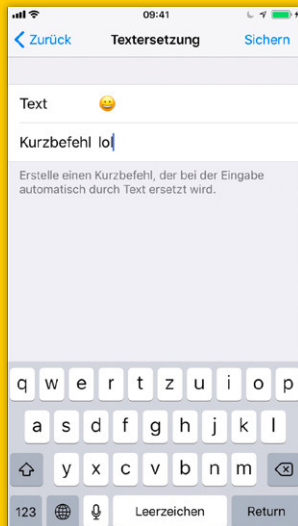 09:41
Zurück Textersetzung Sichern
Text 😀
Kurzbefehl lol
Erstelle einen Kurzbefehl, der bei der Eingabe
automatisch durch Text ersetzt wird.
q w e r t z u i o p
a s d f g h j k l
y x c v b n m
123 Leerzeichen Return